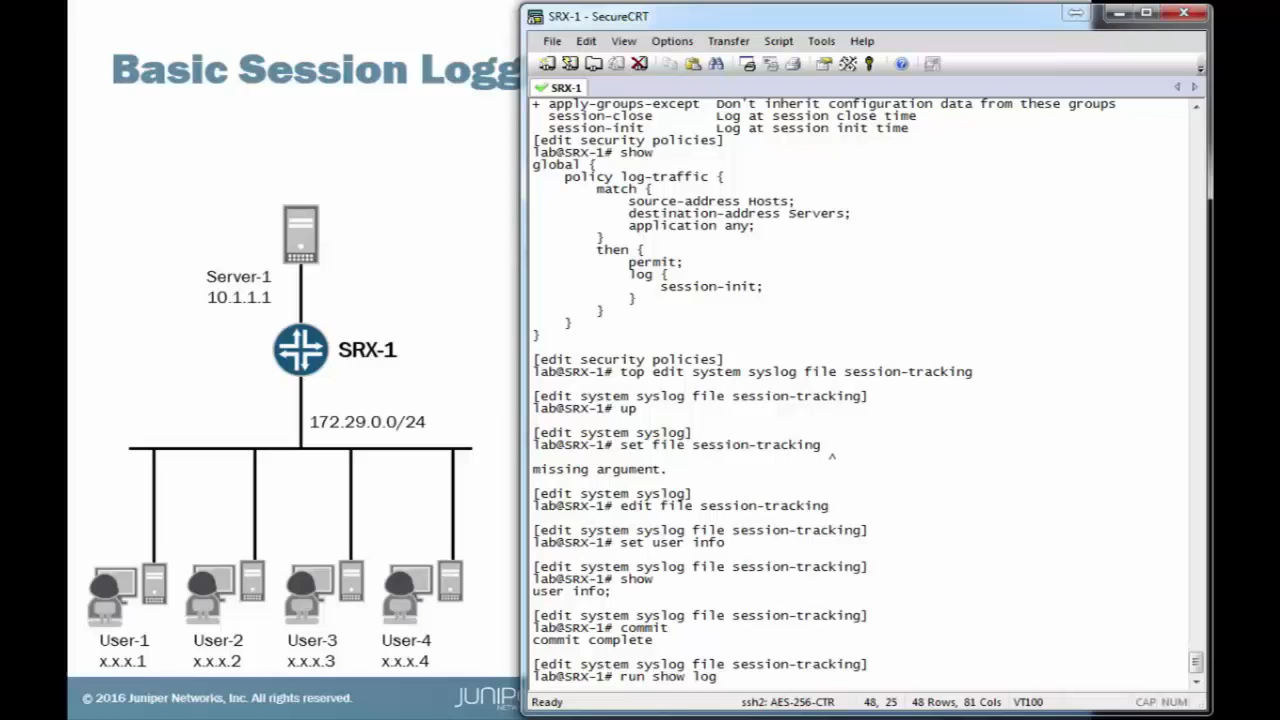 Basic Session Logg
Server-1
10.1.1.1
SRX-1
172.29.0.0/24
User-1
x.x.x.1
User-2
x.x.x.2
User-3
x.x.x.3
User-4
x.x.x.4
© 2016 Juniper Networks, Inc. All rights reserved.
SRX-1 - SecureCRT
File Edit View Options Transfer Script Tools Help
SRX-1
+ apply-groups-except Don't inherit configuration data from these groups
session-close Log at session close time
session-init Log at session init time
[edit security policies]
lab@SRX-1# show
global {
policy log-traffic {
match {
source-address Hosts;
destination-address Servers;
application any;
}
then {
permit;
log {
session-init;
}
}
}
}
[edit security policies]
lab@SRX-1# top edit system syslog file session-tracking
[edit system syslog file session-tracking]
lab@SRX-1# up
[edit system syslog]
lab@SRX-1# set file session-tracking
^
missing argument.
[edit system syslog]
lab@SRX-1# edit file session-tracking
[edit system syslog file session-tracking]
lab@SRX-1# set user info
[edit system syslog file session-tracking]
lab@SRX-1# show
user info;
[edit system syslog file session-tracking]
lab@SRX-1# commit
commit complete
[edit system syslog file session-tracking]
lab@SRX-1# run show log
Ready ssh2: AES-256-CTR 48, 25 48 Rows, 81 Cols VT100 CAP NUM